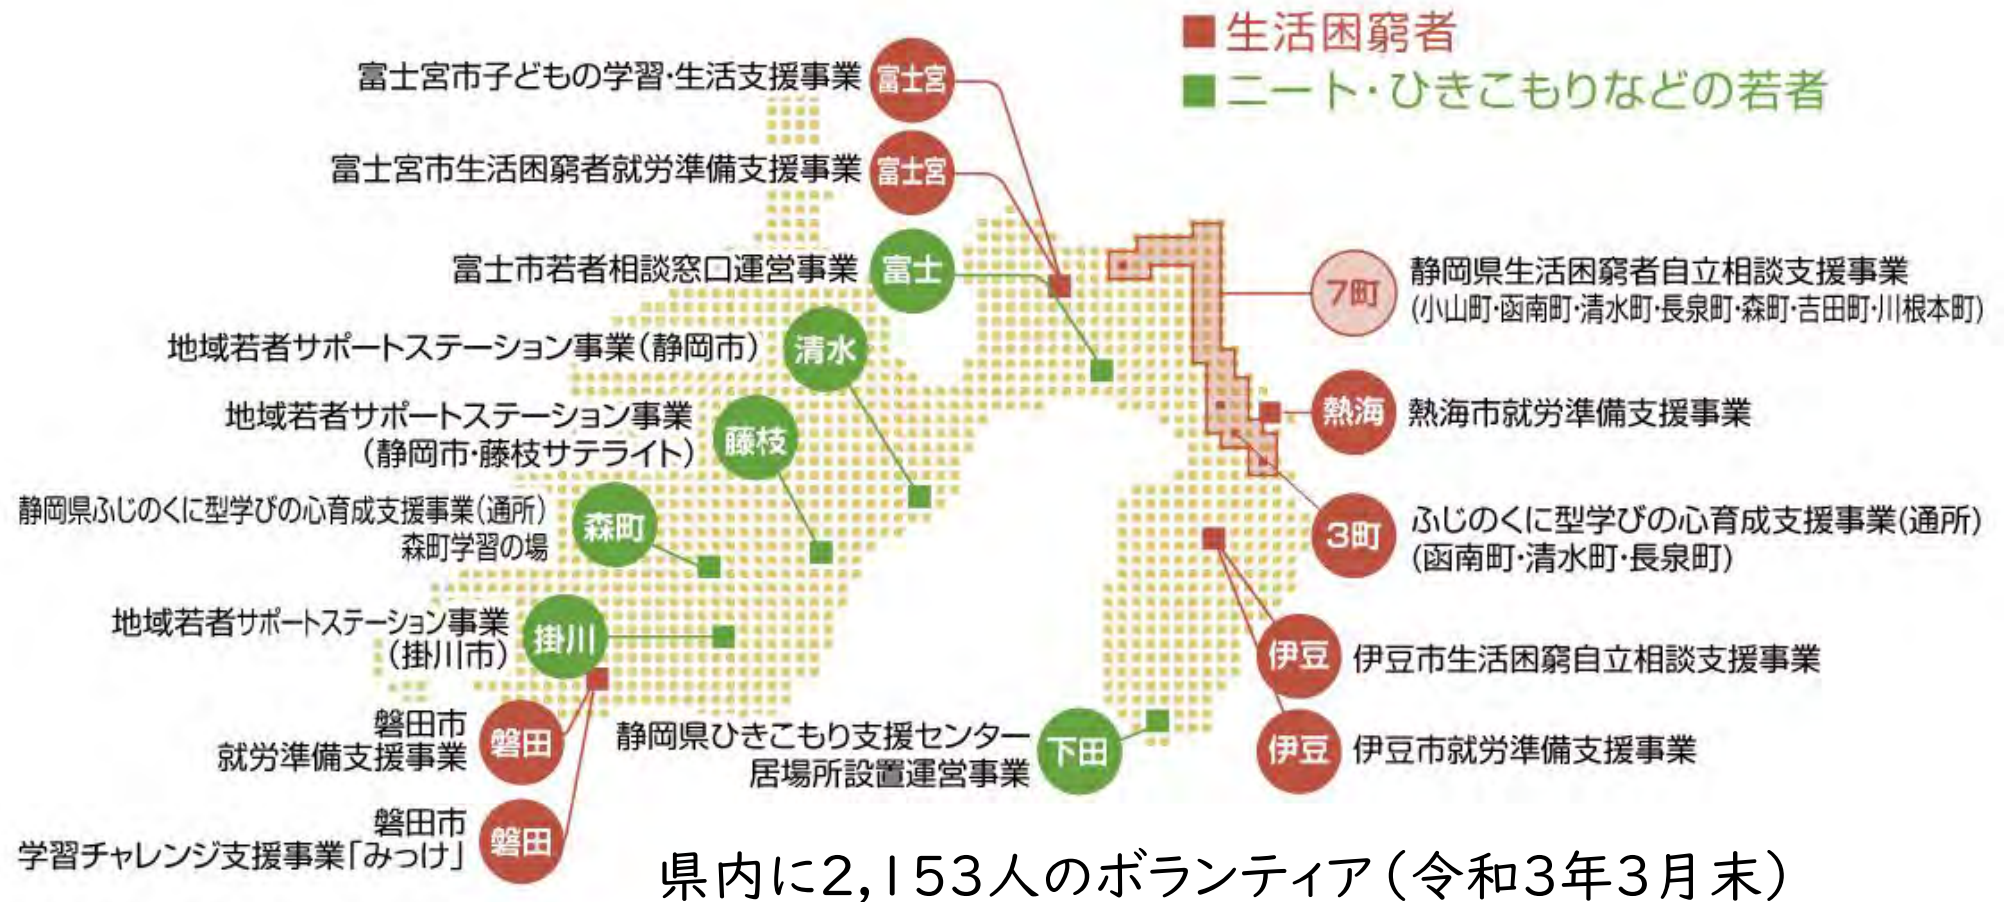 生活困窮者
ニート・ひきこもりなどの若者
富士宮市子どもの学習・生活支援事業
富士宮
富士宮市生活困窮者就労準備支援事業
富士宮
富士市若者相談窓口運営事業
富士
地域若者サポートステーション事業(静岡市)
清水
地域若者サポートステーション事業
(静岡市・藤枝サテライト)
藤枝
静岡県ふじのくに型学びの心育成支援事業(通所)
森町学習の場
森町
地域若者サポートステーション事業
(掛川市)
掛川
磐田市
就労準備支援事業
磐田
磐田市
学習チャレンジ支援事業「みっけ」
磐田
静岡県ひきこもり支援センター
居場所設置運営事業
下田
7町
静岡県生活困窮者自立相談支援事業
(小山町・函南町・清水町・長泉町・森町・吉田町・川根本町)
熱海
熱海市就労準備支援事業
3町
ふじのくに型学びの心育成支援事業(通所)
(函南町・清水町・長泉町)
伊豆
伊豆市生活困窮自立相談支援事業
伊豆
伊豆市就労準備支援事業
県内に2,153人のボランティア(令和3年3月末)